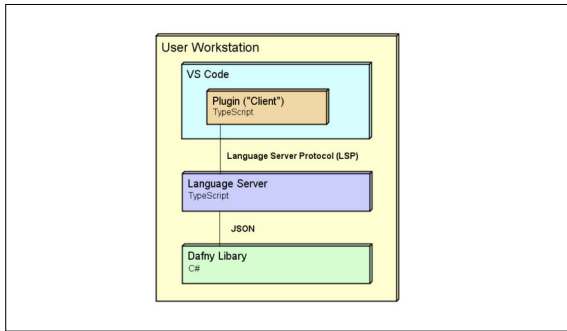 User Workstation
VS Code
Plugin ("Client")
TypeScript
Language Server Protocol (LSP)
Language Server
TypeScript
JSON
Dafny Libary
C#